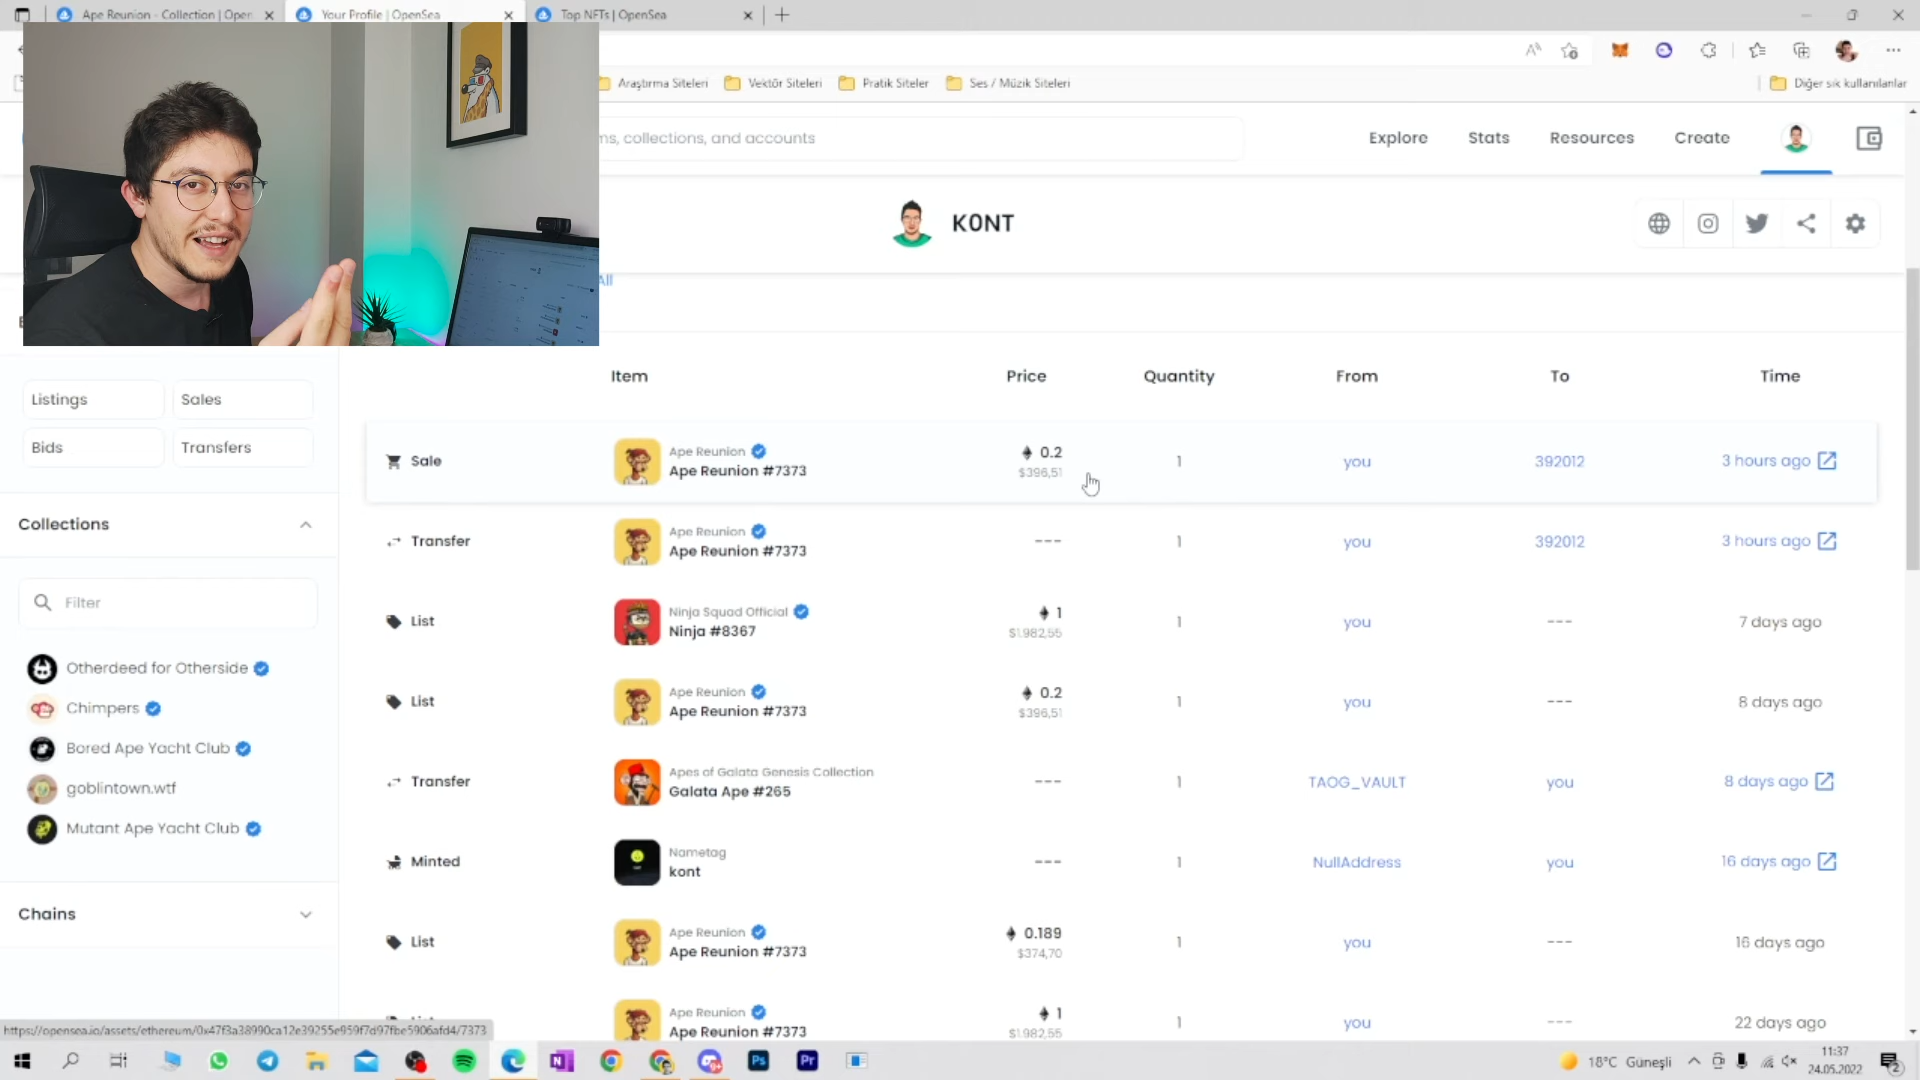 Ape Reunion - Collection | Open
Your Profile | OpenSea
Top NFTs | OpenSea
Araştırma Siteleri
Vektör Siteleri
Pratik Siteler
Ses / Müzik Siteleri
Diğer sık kullanılanlar
ms, collections, and accounts
Explore
Stats
Resources
Create
K0NT
All
Item
Price
Quantity
From
To
Time
Listings
Sales
Bids
Transfers
Collections
Filter
Otherdeed for Otherside
Chimpers
Bored Ape Yacht Club
goblintown.wtf
Mutant Ape Yacht Club
Chains
Sale
Ape Reunion
Ape Reunion #7373
0.2
$396,51
1
you
392012
3 hours ago
Transfer
Ape Reunion
Ape Reunion #7373
---
1
you
392012
3 hours ago
List
Ninja Squad Official
Ninja #8367
1
$1.982,55
1
you
---
7 days ago
List
Ape Reunion
Ape Reunion #7373
0.2
$396,51
1
you
---
8 days ago
Transfer
Apes of Galata Genesis Collection
Galata Ape #265
---
1
TAOG_VAULT
you
8 days ago
Minted
Nametag
kont
---
1
NullAddress
you
16 days ago
List
Ape Reunion
Ape Reunion #7373
0.189
$374,70
1
you
---
16 days ago
Ape Reunion
Ape Reunion #7373
1
$1.982,55
1
you
---
22 days ago
https://opensea.io/assets/ethereum/0x47f3a38990ca12e39255e959f7d97fbe5906afd4/7373
18°C Güneşli
11:37
24.05.2022
2